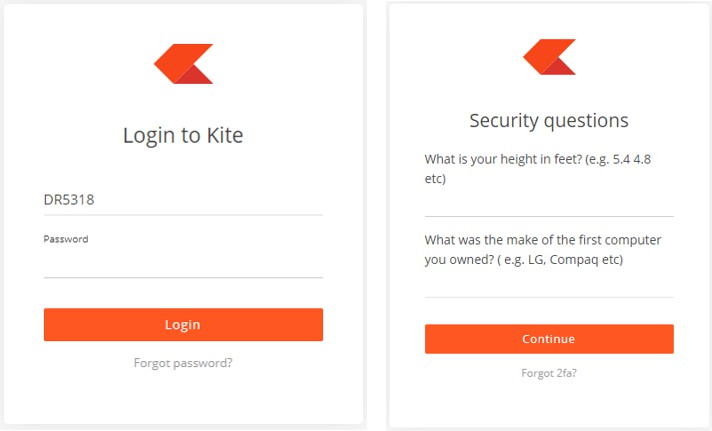 Login to Kite
DR5318
Password
Login
Forgot password?
Security questions
What is your height in feet? (e.g. 5.4 4.8
etc)
What was the make of the first computer
you owned? ( e.g. LG, Compaq etc)
Continue
Forgot 2fa?